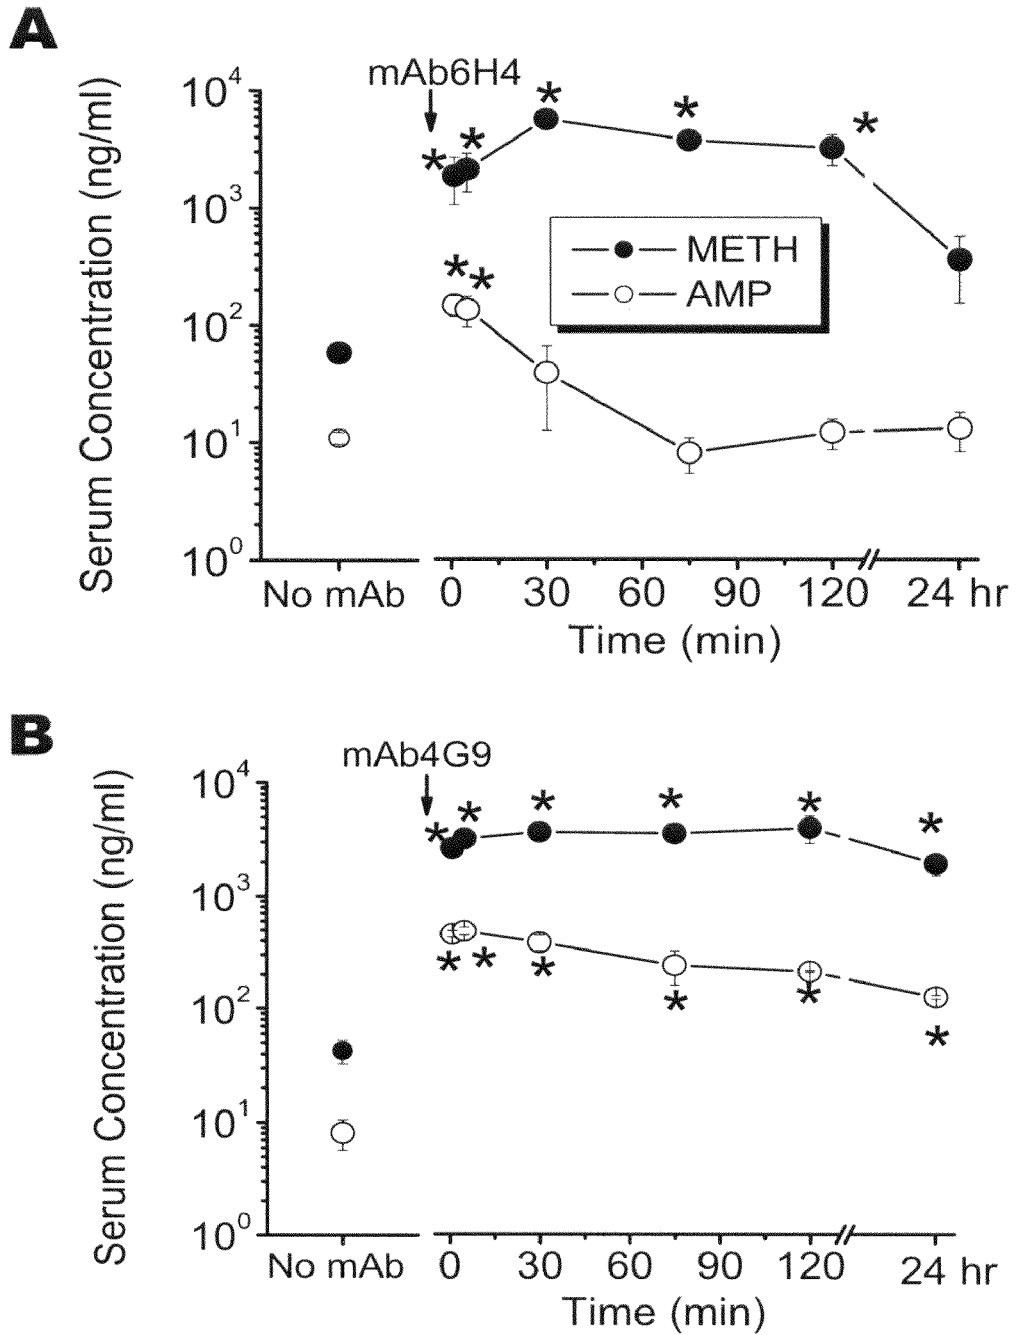 A
mAb6H4
Serum Concentration (ng/ml)
10⁴
10³
10²
10¹
10⁰
* * * * *
* *
METH
AMP
No mAb 0 30 60 90 120 24 hr
Time (min)
B
mAb4G9
Serum Concentration (ng/ml)
10⁴
10³
10²
10¹
10⁰
* * * * * *
* * * * * *
No mAb 0 30 60 90 120 24 hr
Time (min)